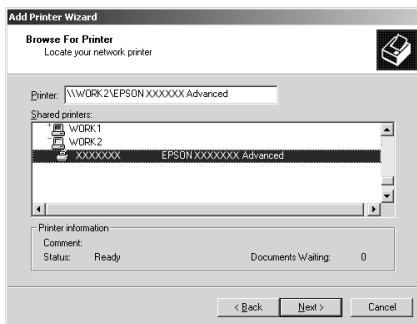 Add Printer Wizard
Browse For Printer
Locate your network printer
Printer: \\WORK2\EPSON XXXXXX Advanced
Shared printers:
WORK1
WORK2
XXXXXXX EPSON XXXXXXX Advanced
Printer information
Comment:
Status: Ready Documents Waiting: 0
< Back Next > Cancel